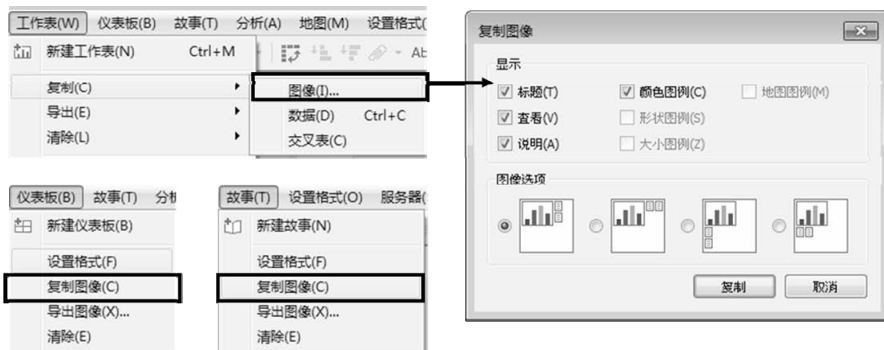 工作表(W) 仪表板(B) 故事(T) 分析(A) 地图(M) 设置格式(
新建工作表(N) Ctrl+M
复制(C)
导出(E)
清除(L)
图像(I)...
数据(D) Ctrl+C
交叉表(C)
仪表板(B) 故事(T) 分析
新建仪表板(B)
设置格式(F)
复制图像(C)
导出图像(X)...
清除(E)
故事(T) 设置格式(O) 服务器(
新建故事(N)
设置格式(F)
复制图像(C)
导出图像(X)...
清除(E)
复制图像
显示
标题(T) 颜色图例(C) 地图图例(M)
查看(V) 形状图例(S)
说明(A) 大小图例(Z)
图像选项
复制 取消